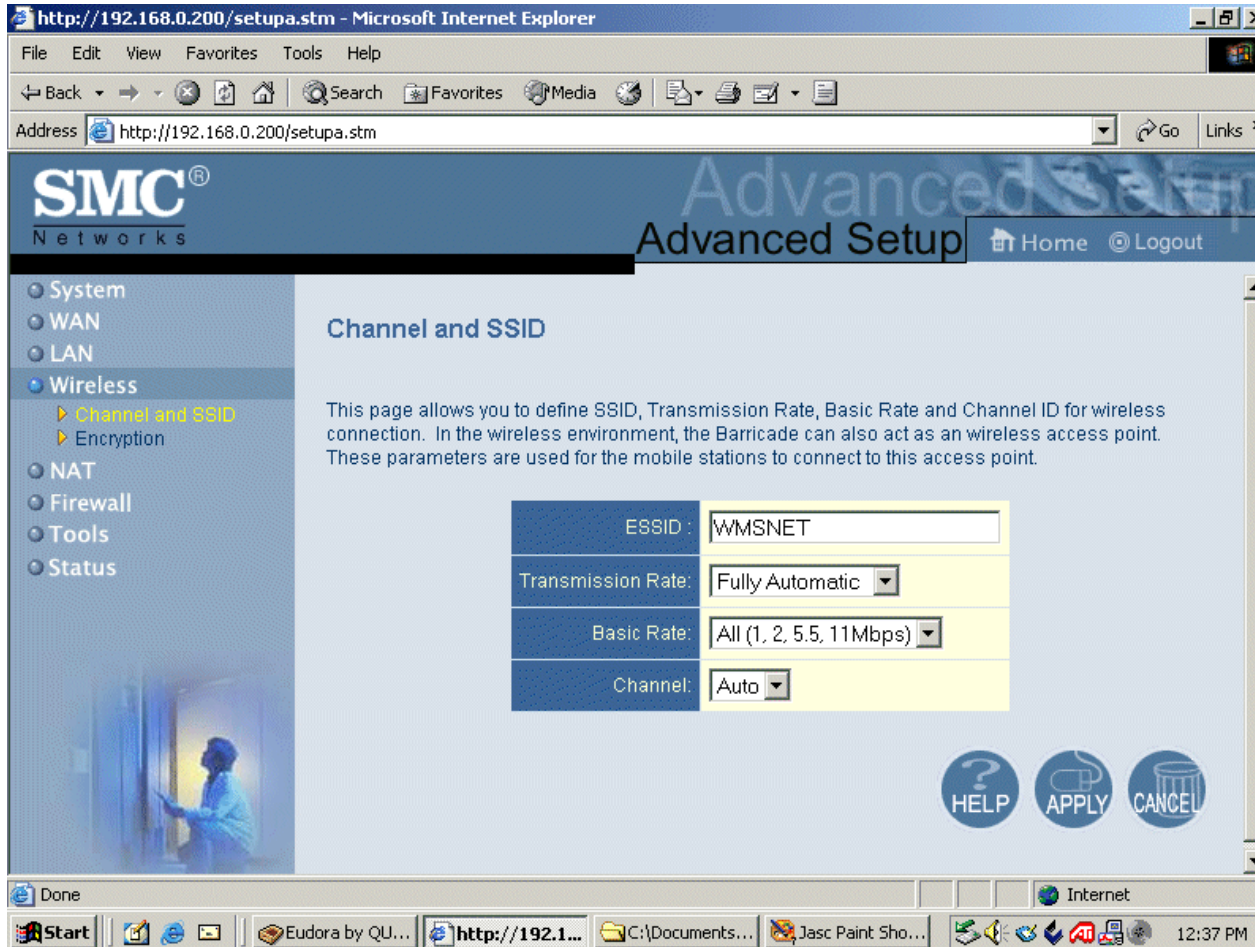 http://192.168.0.200/setupa.stm - Microsoft Internet Explorer
File Edit View Favorites Tools Help
Back Search Favorites Media
Address http://192.168.0.200/setupa.stm Go Links
SMC®
Networks
Advanced Setup
Advanced Setup
Home Logout
System
WAN
LAN
Wireless
Channel and SSID
Encryption
NAT
Firewall
Tools
Status
Channel and SSID
This page allows you to define SSID, Transmission Rate, Basic Rate and Channel ID for wireless
connection. In the wireless environment, the Barricade can also act as an wireless access point.
These parameters are used for the mobile stations to connect to this access point.
ESSID : WMSNET
Transmission Rate: Fully Automatic
Basic Rate: All (1, 2, 5.5, 11Mbps)
Channel: Auto
HELP APPLY CANCEL
Done Internet
Start Eudora by QU... http://192.1... C:\Documents... Jasc Paint Sho... 12:37 PM